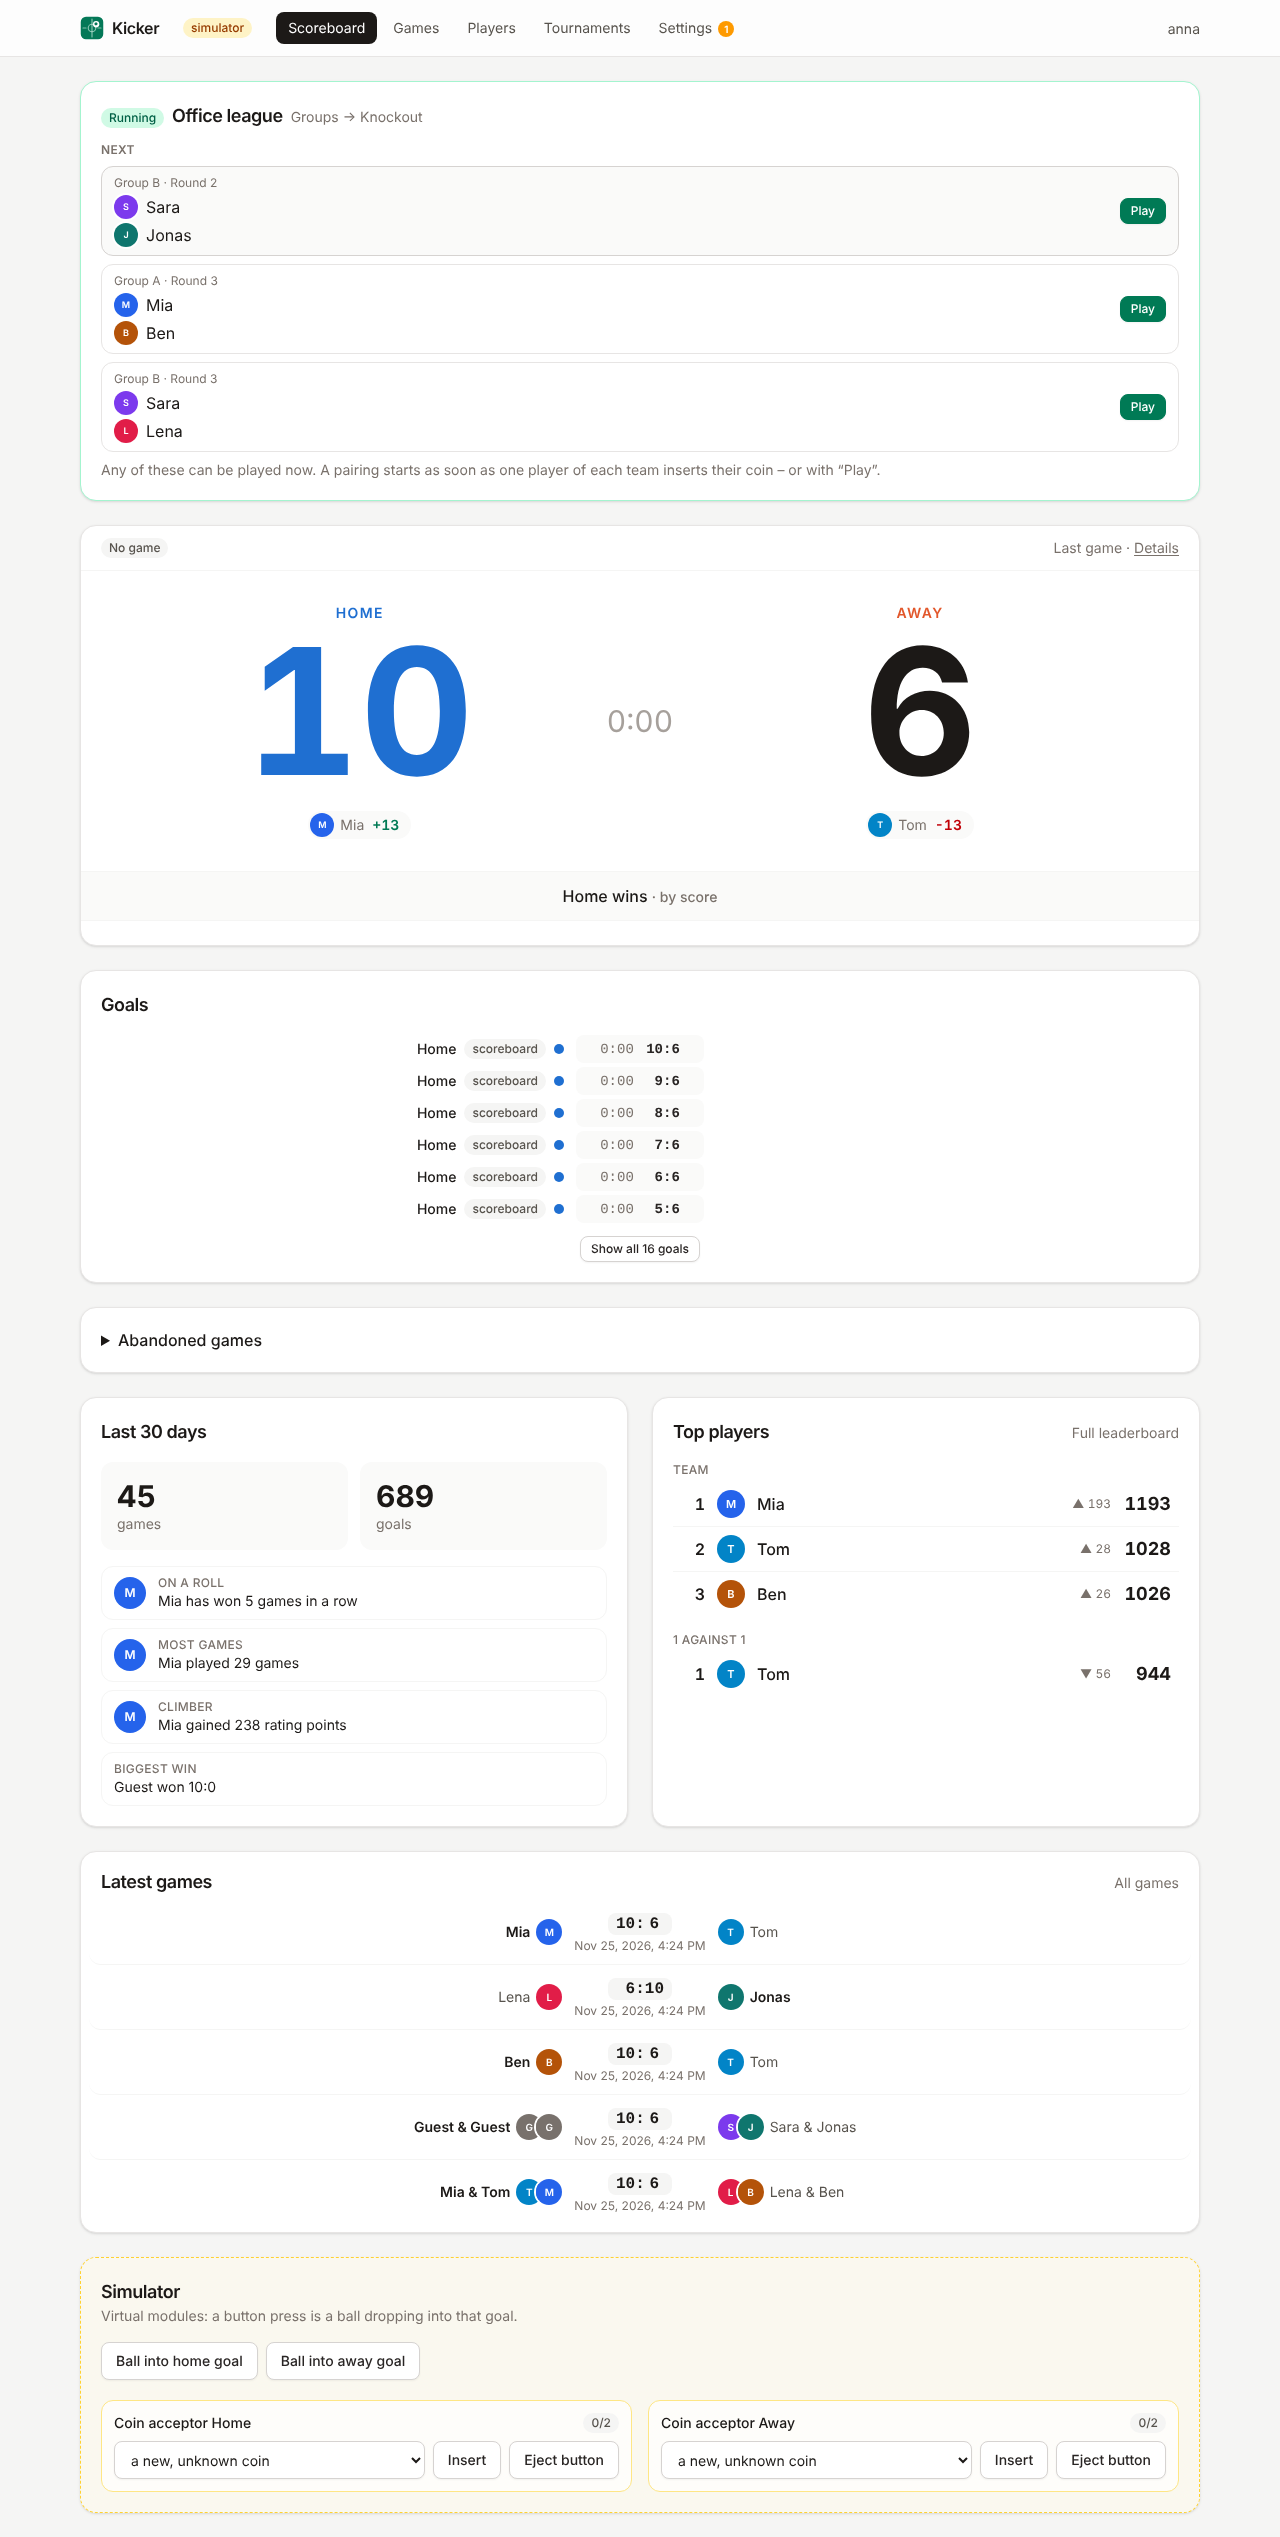 Kicker simulator Scoreboard Games Players Tournaments Settings 1 anna
Running Office league Groups → Knockout
NEXT
Group B · Round 2
S Sara
J Jonas
Play
Group A · Round 3
M Mia
B Ben
Play
Group B · Round 3
S Sara
L Lena
Play
Any of these can be played now. A pairing starts as soon as one player of each team inserts their coin – or with “Play”.
No game Last game · Details
HOME AWAY
10 0:00 6
M Mia +13 T Tom -13
Home wins · by score
Goals
Home scoreboard 0:00 10:6
Home scoreboard 0:00 9:6
Home scoreboard 0:00 8:6
Home scoreboard 0:00 7:6
Home scoreboard 0:00 6:6
Home scoreboard 0:00 5:6
Show all 16 goals
▶ Abandoned games
Last 30 days
45
games
689
goals
M ON A ROLL
Mia has won 5 games in a row
M MOST GAMES
Mia played 29 games
M CLIMBER
Mia gained 238 rating points
BIGGEST WIN
Guest won 10:0
Top players Full leaderboard
TEAM
1 M Mia ▲ 193 1193
2 T Tom ▲ 28 1028
3 B Ben ▲ 26 1026
1 AGAINST 1
1 T Tom ▼ 56 944
Latest games All games
Mia M 10: 6 T Tom
Nov 25, 2026, 4:24 PM
Lena L 6:10 J Jonas
Nov 25, 2026, 4:24 PM
Ben B 10: 6 T Tom
Nov 25, 2026, 4:24 PM
Guest & Guest G G 10: 6 S J Sara & Jonas
Nov 25, 2026, 4:24 PM
Mia & Tom T M 10: 6 L B Lena & Ben
Nov 25, 2026, 4:24 PM
Simulator
Virtual modules: a button press is a ball dropping into that goal.
Ball into home goal Ball into away goal
Coin acceptor Home 0/2
a new, unknown coin Insert Eject button
Coin acceptor Away 0/2
a new, unknown coin Insert Eject button